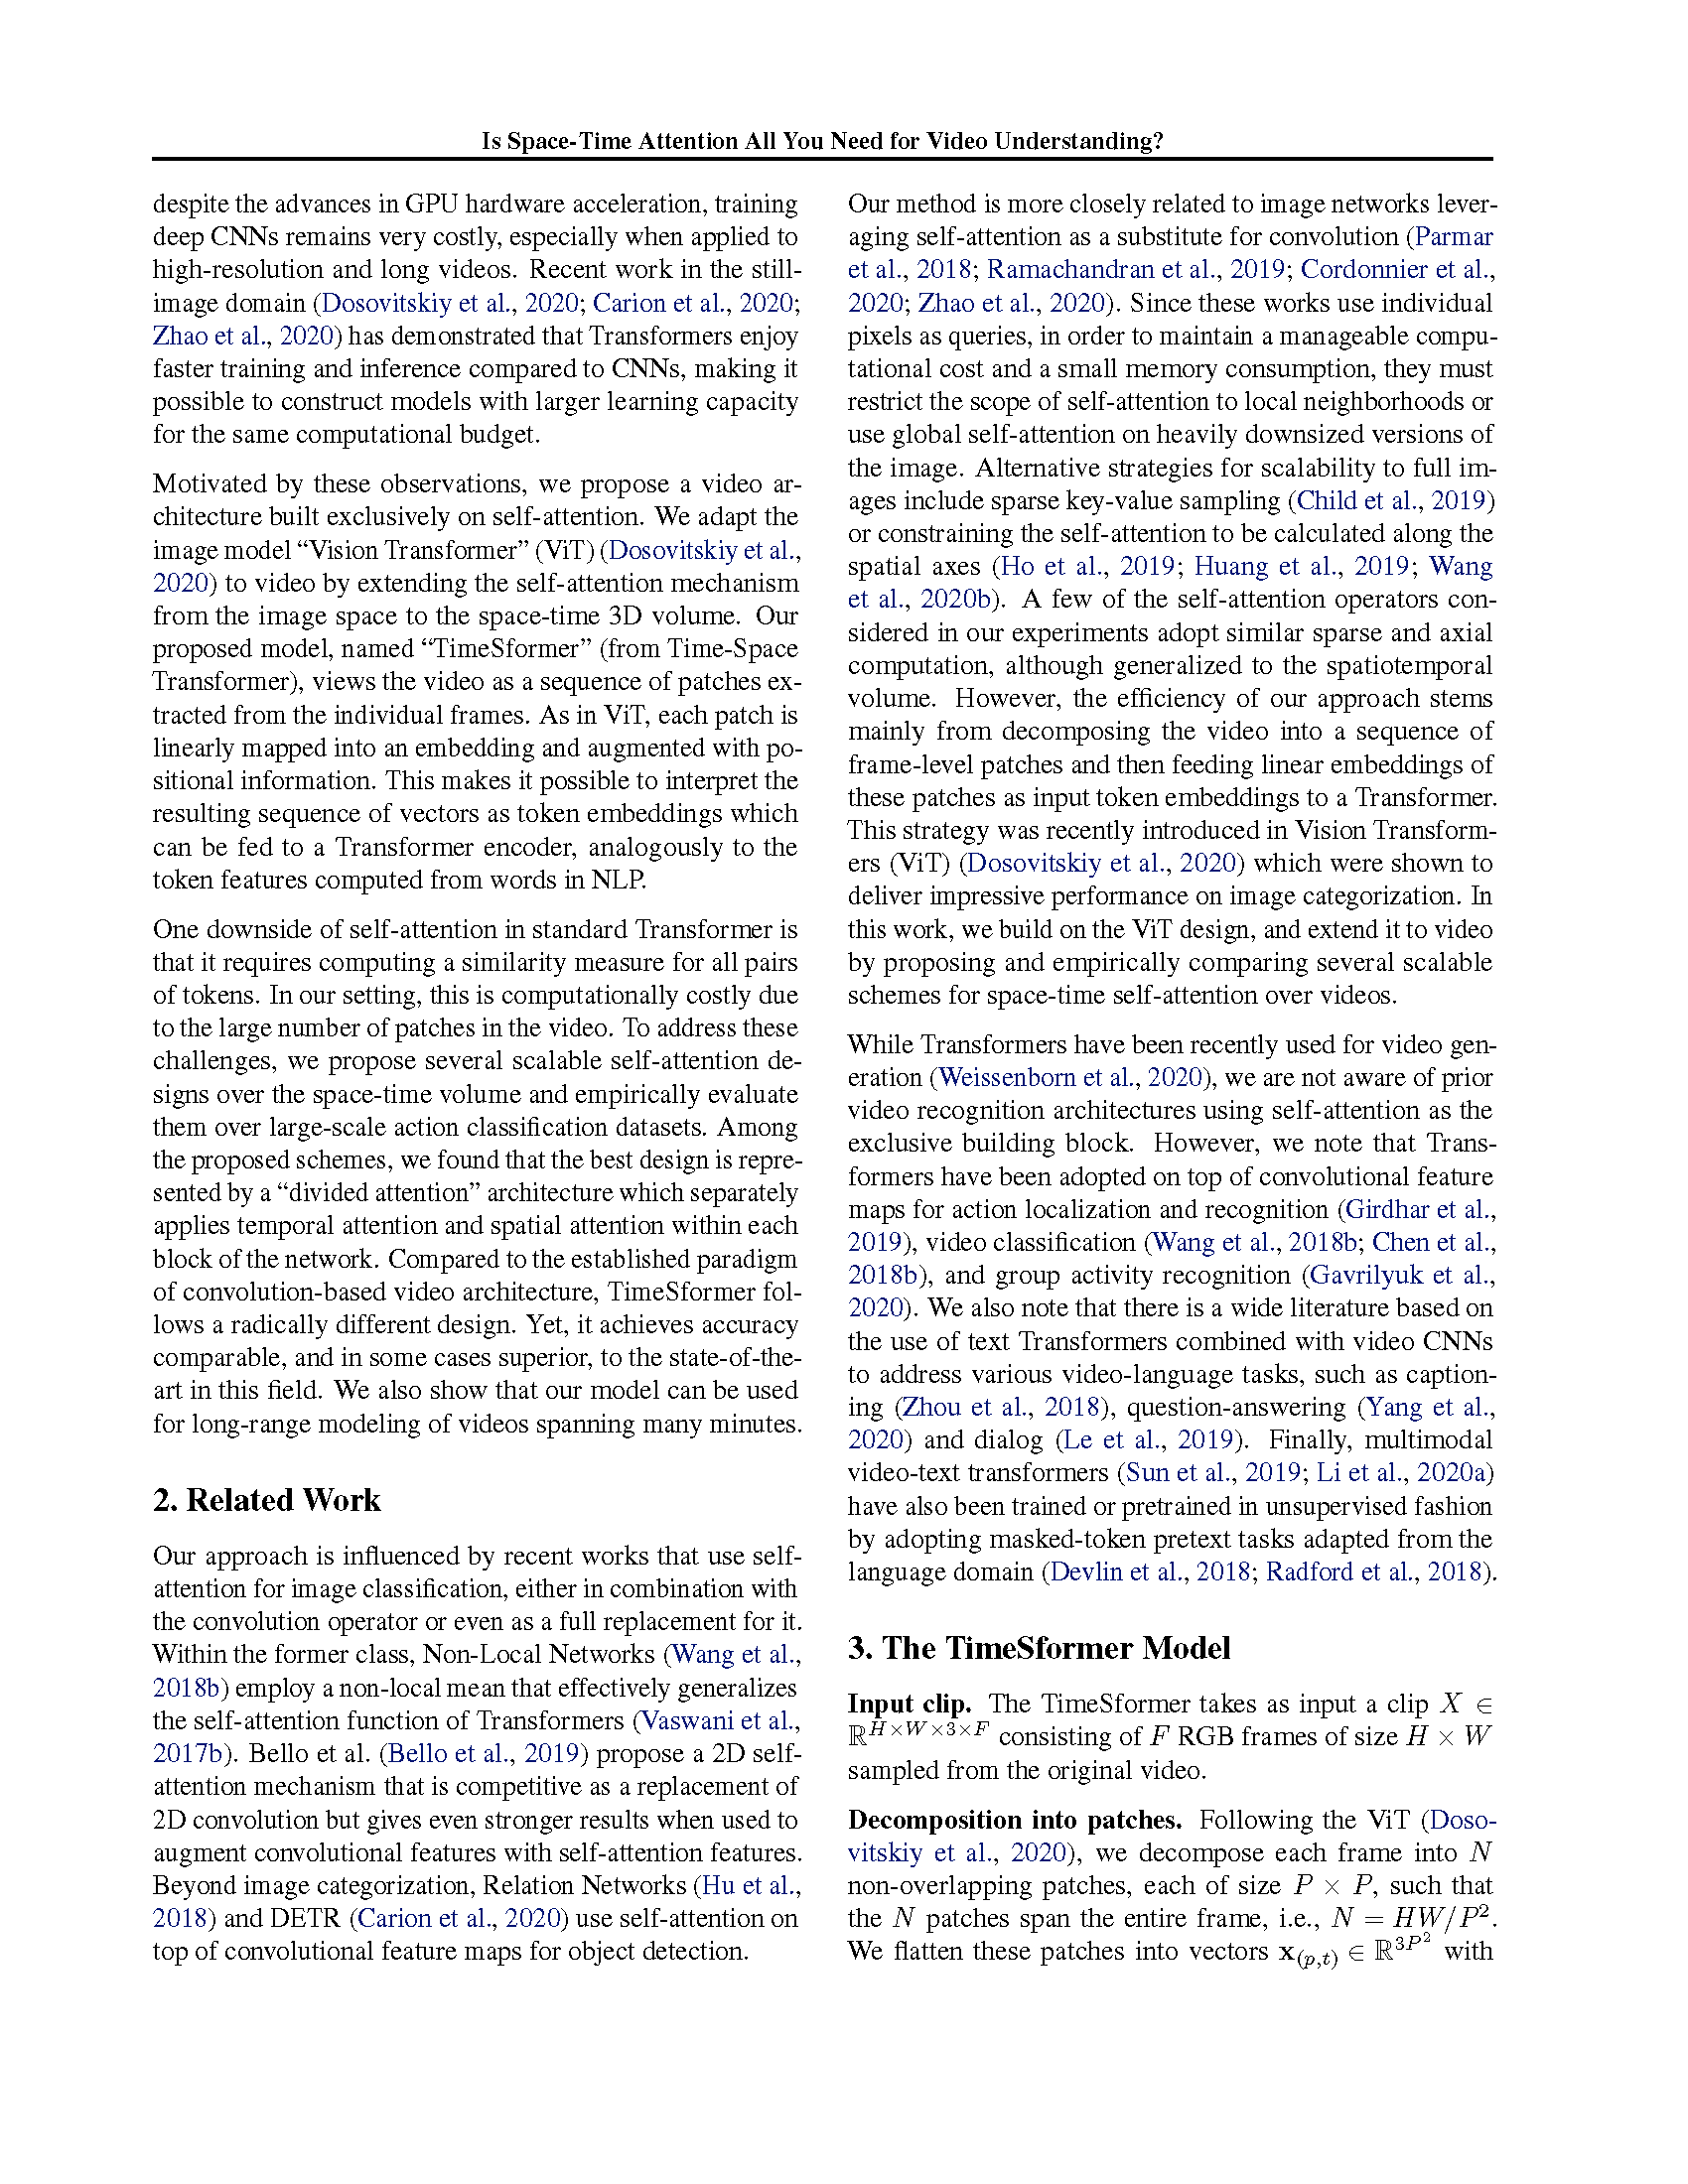 Is Space-Time Attention All You Need for Video Understanding?
despite the advances in GPU hardware acceleration, training
deep CNNs remains very costly, especially when applied to
high-resolution and long videos. Recent work in the still-
image domain (Dosovitskiy et al., 2020; Carion et al., 2020;
Zhao et al., 2020) has demonstrated that Transformers enjoy
faster training and inference compared to CNNs, making it
possible to construct models with larger learning capacity
for the same computational budget.
Motivated by these observations, we propose a video ar-
chitecture built exclusively on self-attention. We adapt the
image model “Vision Transformer” (ViT) (Dosovitskiy et al.,
2020) to video by extending the self-attention mechanism
from the image space to the space-time 3D volume. Our
proposed model, named “TimeSformer” (from Time-Space
Transformer), views the video as a sequence of patches ex-
tracted from the individual frames. As in ViT, each patch is
linearly mapped into an embedding and augmented with po-
sitional information. This makes it possible to interpret the
resulting sequence of vectors as token embeddings which
can be fed to a Transformer encoder, analogously to the
token features computed from words in NLP.
One downside of self-attention in standard Transformer is
that it requires computing a similarity measure for all pairs
of tokens. In our setting, this is computationally costly due
to the large number of patches in the video. To address these
challenges, we propose several scalable self-attention de-
signs over the space-time volume and empirically evaluate
them over large-scale action classification datasets. Among
the proposed schemes, we found that the best design is repre-
sented by a “divided attention” architecture which separately
applies temporal attention and spatial attention within each
block of the network. Compared to the established paradigm
of convolution-based video architecture, TimeSformer fol-
lows a radically different design. Yet, it achieves accuracy
comparable, and in some cases superior, to the state-of-the-
art in this field. We also show that our model can be used
for long-range modeling of videos spanning many minutes.
2. Related Work
Our approach is influenced by recent works that use self-
attention for image classification, either in combination with
the convolution operator or even as a full replacement for it.
Within the former class, Non-Local Networks (Wang et al.,
2018b) employ a non-local mean that effectively generalizes
the self-attention function of Transformers (Vaswani et al.,
2017b). Bello et al. (Bello et al., 2019) propose a 2D self-
attention mechanism that is competitive as a replacement of
2D convolution but gives even stronger results when used to
augment convolutional features with self-attention features.
Beyond image categorization, Relation Networks (Hu et al.,
2018) and DETR (Carion et al., 2020) use self-attention on
top of convolutional feature maps for object detection.
Our method is more closely related to image networks lever-
aging self-attention as a substitute for convolution (Parmar
et al., 2018; Ramachandran et al., 2019; Cordonnier et al.,
2020; Zhao et al., 2020). Since these works use individual
pixels as queries, in order to maintain a manageable compu-
tational cost and a small memory consumption, they must
restrict the scope of self-attention to local neighborhoods or
use global self-attention on heavily downsized versions of
the image. Alternative strategies for scalability to full im-
ages include sparse key-value sampling (Child et al., 2019)
or constraining the self-attention to be calculated along the
spatial axes (Ho et al., 2019; Huang et al., 2019; Wang
et al., 2020b). A few of the self-attention operators con-
sidered in our experiments adopt similar sparse and axial
computation, although generalized to the spatiotemporal
volume. However, the efficiency of our approach stems
mainly from decomposing the video into a sequence of
frame-level patches and then feeding linear embeddings of
these patches as input token embeddings to a Transformer.
This strategy was recently introduced in Vision Transform-
ers (ViT) (Dosovitskiy et al., 2020) which were shown to
deliver impressive performance on image categorization. In
this work, we build on the ViT design, and extend it to video
by proposing and empirically comparing several scalable
schemes for space-time self-attention over videos.
While Transformers have been recently used for video gen-
eration (Weissenborn et al., 2020), we are not aware of prior
video recognition architectures using self-attention as the
exclusive building block. However, we note that Trans-
formers have been adopted on top of convolutional feature
maps for action localization and recognition (Girdhar et al.,
2019), video classification (Wang et al., 2018b; Chen et al.,
2018b), and group activity recognition (Gavrilyuk et al.,
2020). We also note that there is a wide literature based on
the use of text Transformers combined with video CNNs
to address various video-language tasks, such as caption-
ing (Zhou et al., 2018), question-answering (Yang et al.,
2020) and dialog (Le et al., 2019). Finally, multimodal
video-text transformers (Sun et al., 2019; Li et al., 2020a)
have also been trained or pretrained in unsupervised fashion
by adopting masked-token pretext tasks adapted from the
language domain (Devlin et al., 2018; Radford et al., 2018).
3. The TimeSformer Model
Input clip. The TimeSformer takes as input a clip X ∈
ℝ^{H×W×3×F} consisting of F RGB frames of size H × W
sampled from the original video.
Decomposition into patches. Following the ViT (Doso-
vitskiy et al., 2020), we decompose each frame into N
non-overlapping patches, each of size P × P, such that
the N patches span the entire frame, i.e., N = HW/P².
We flatten these patches into vectors x_{(p,t)} ∈ ℝ^{3P²} with